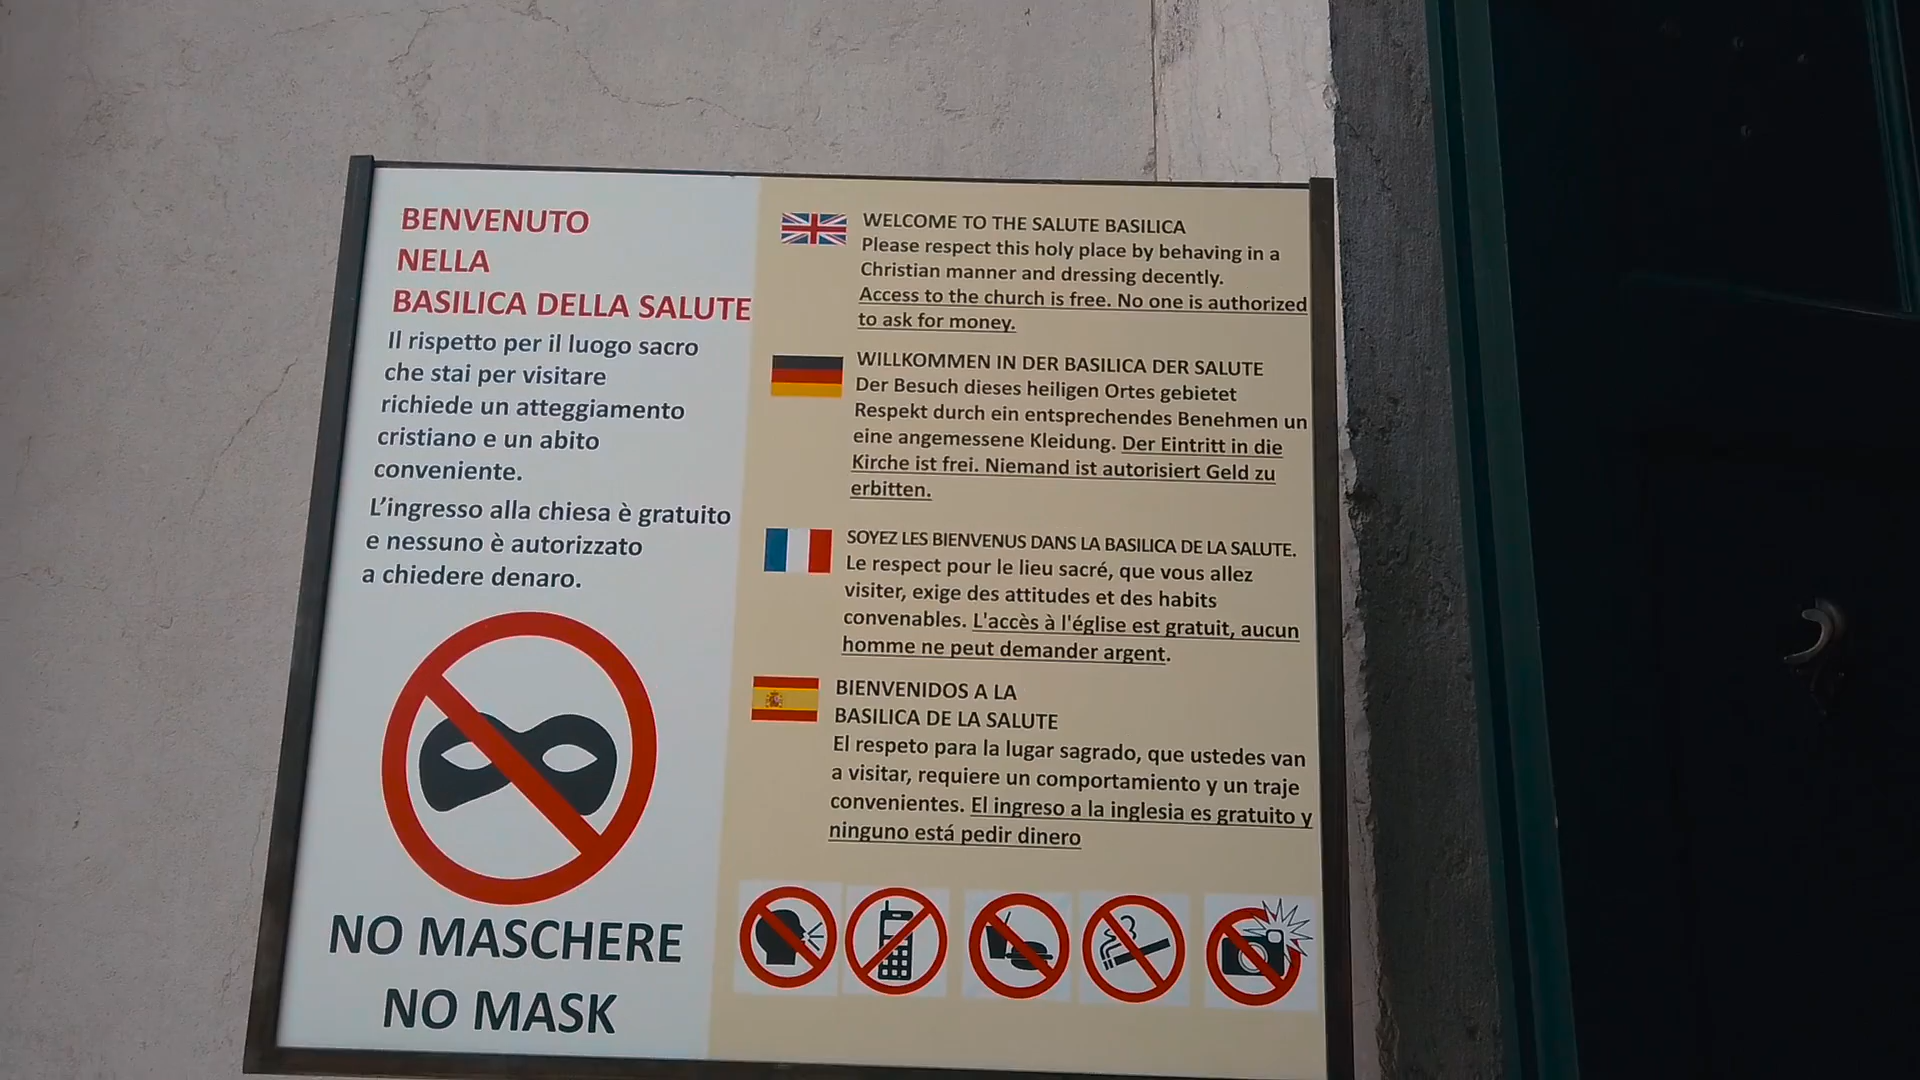 BENVENUTO
NELLA
BASILICA DELLA SALUTE
Il rispetto per il luogo sacro
che stai per visitare
richiede un atteggiamento
cristiano e un abito
conveniente.
L’ingresso alla chiesa è gratuito
e nessuno è autorizzato
a chiedere denaro.
NO MASCHERE
NO MASK
WELCOME TO THE SALUTE BASILICA
Please respect this holy place by behaving in a
Christian manner and dressing decently.
Access to the church is free. No one is authorized
to ask for money.
WILLKOMMEN IN DER BASILICA DER SALUTE
Der Besuch dieses heiligen Ortes gebietet
Respekt durch ein entsprechendes Benehmen un
eine angemessene Kleidung. Der Eintritt in die
Kirche ist frei. Niemand ist autorisiert Geld zu
erbitten.
SOYEZ LES BIENVENUS DANS LA BASILICA DE LA SALUTE.
Le respect pour le lieu sacré, que vous allez
visiter, exige des attitudes et des habits
convenables. L'accès à l'église est gratuit, aucun
homme ne peut demander argent.
BIENVENIDOS A LA
BASILICA DE LA SALUTE
El respeto para la lugar sagrado, que ustedes van
a visitar, requiere un comportamiento y un traje
convenientes. El ingreso a la inglesia es gratuito y
ninguno está pedir dinero